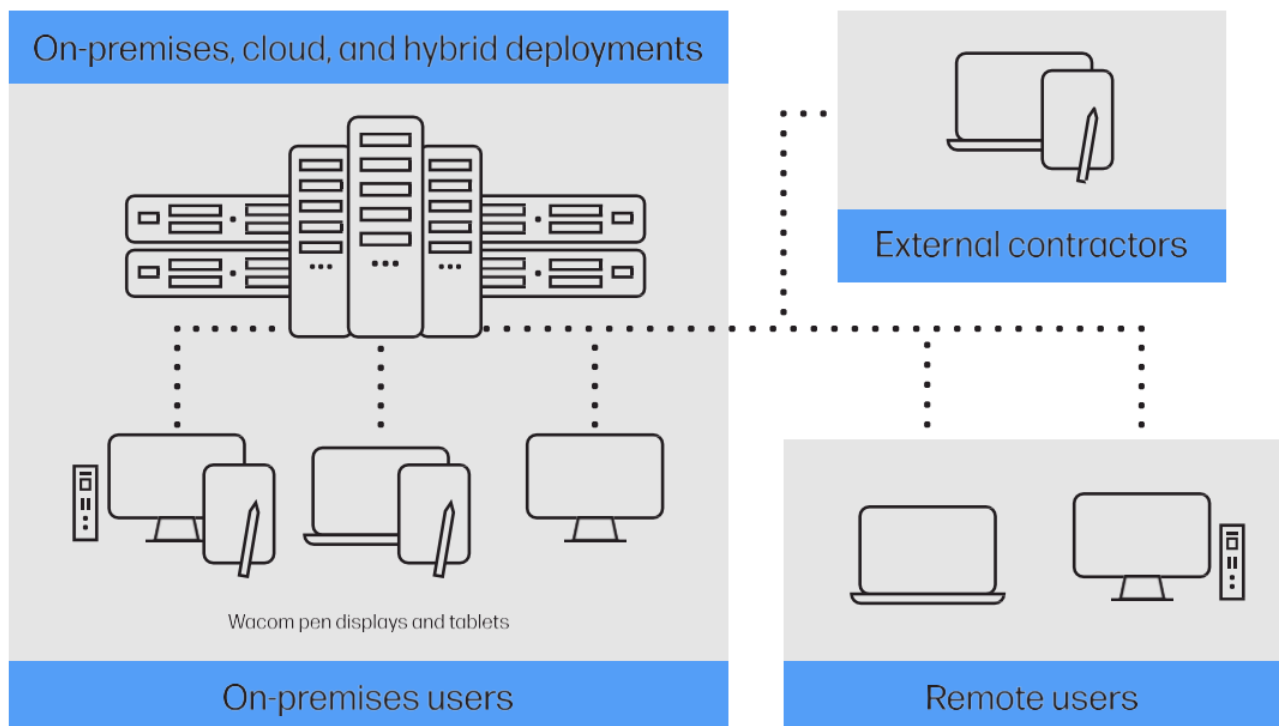 On-premises, cloud, and hybrid deployments
External contractors
Wacom pen displays and tablets
On-premises users
Remote users